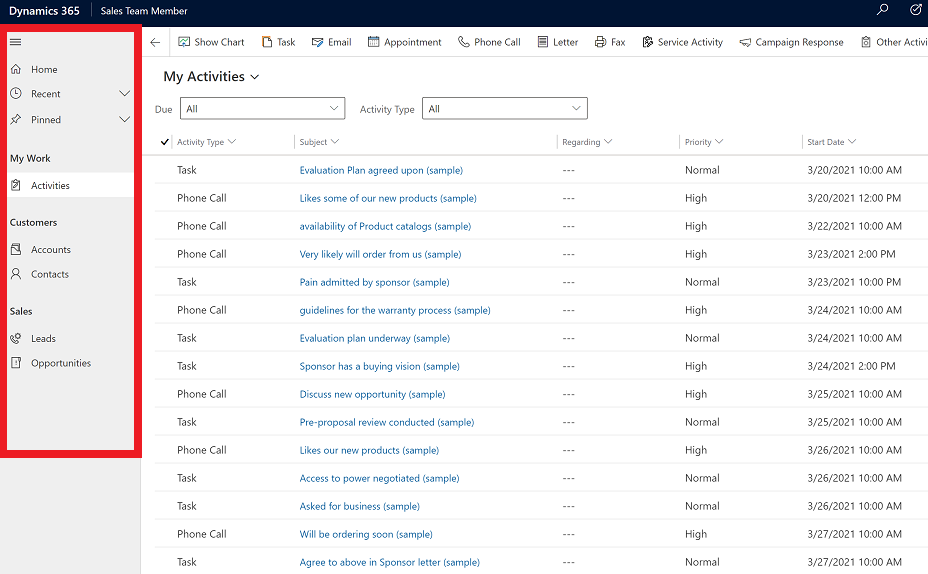 Dynamics 365 Sales Team Member
Show Chart Task Email Appointment Phone Call Letter Fax Service Activity Campaign Response Other Activi
Home
Recent
Pinned
My Work
Activities
Customers
Accounts
Contacts
Sales
Leads
Opportunities
My Activities
Due All Activity Type All
Activity Type Subject Regarding Priority Start Date
Task Evaluation Plan agreed upon (sample) --- Normal 3/20/2021 10:00 AM
Phone Call Likes some of our new products (sample) --- High 3/20/2021 12:00 PM
Phone Call availability of Product catalogs (sample) --- High 3/22/2021 10:00 AM
Phone Call Very likely will order from us (sample) --- High 3/23/2021 2:00 PM
Task Pain admitted by sponsor (sample) --- Normal 3/23/2021 10:00 PM
Phone Call guidelines for the warranty process (sample) --- High 3/24/2021 10:00 AM
Task Evaluation plan underway (sample) --- Normal 3/24/2021 10:00 AM
Task Sponsor has a buying vision (sample) --- High 3/24/2021 2:00 PM
Phone Call Discuss new opportunity (sample) --- High 3/25/2021 10:00 AM
Task Pre-proposal review conducted (sample) --- Normal 3/25/2021 10:00 AM
Phone Call Likes our new products (sample) --- High 3/26/2021 10:00 AM
Task Access to power negotiated (sample) --- Normal 3/26/2021 10:00 AM
Task Asked for business (sample) --- Normal 3/26/2021 10:00 AM
Phone Call Will be ordering soon (sample) --- High 3/27/2021 10:00 AM
Task Agree to above in Sponsor letter (sample) --- Normal 3/27/2021 10:00 AM